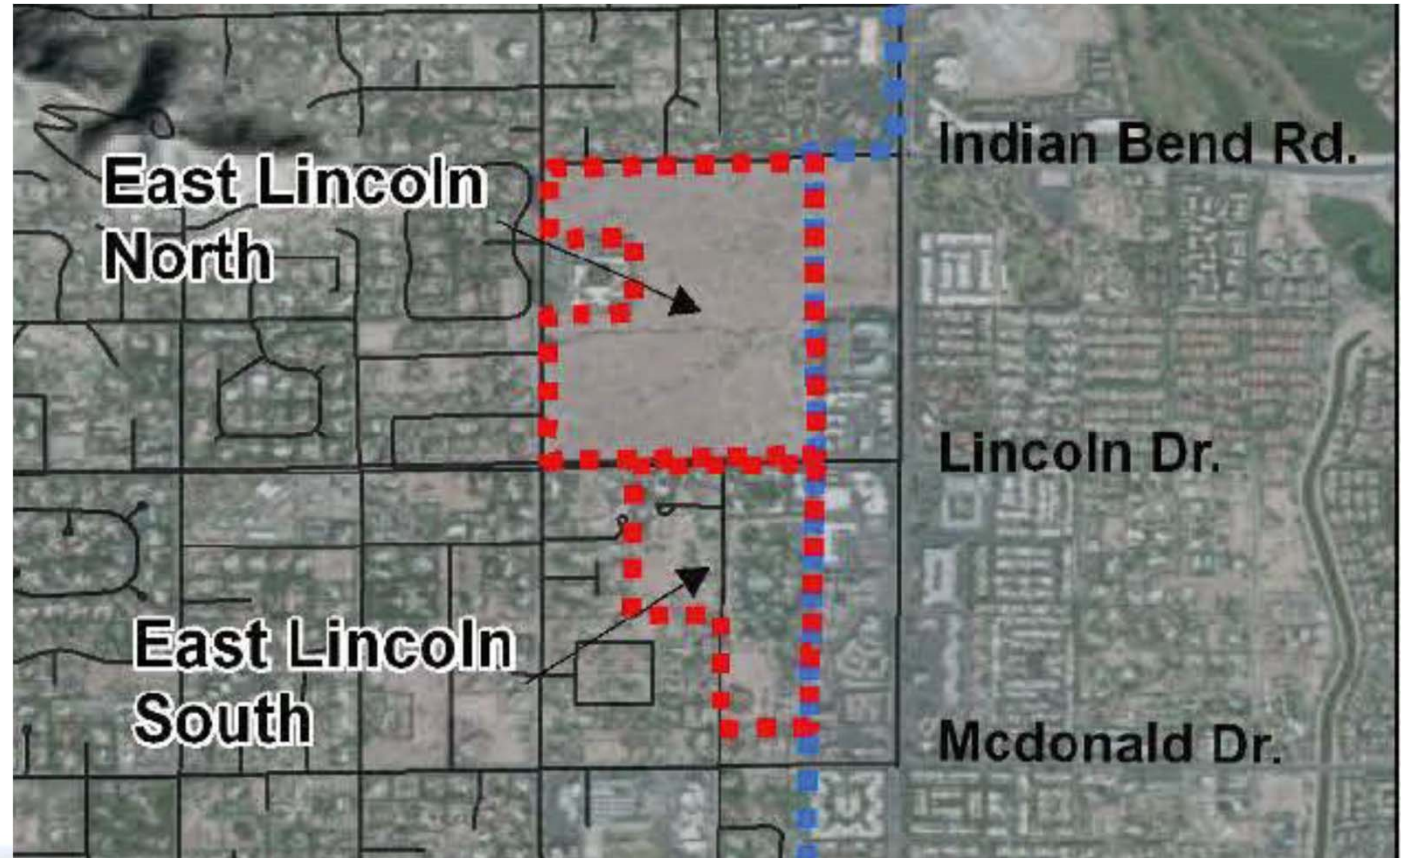 Indian Bend Rd.
East Lincoln
North
Lincoln Dr.
East Lincoln
South
Mcdonald Dr.